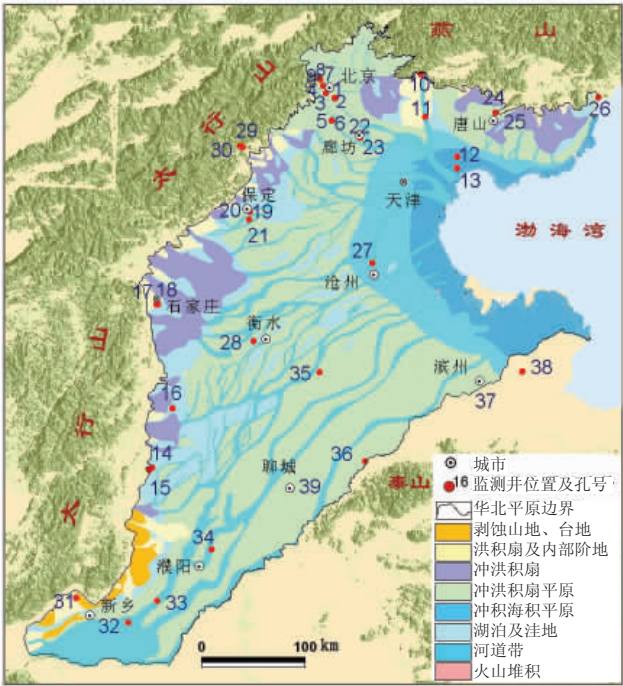 燕 山
太 行 山
8 7 北京
4 1
3 2
5 6
10
11
24
唐山 25
26
22
廊坊 23
29
30
12
13
天津
保定
20 19
21
渤海湾
27
沧州
17 18
石家庄
衡水
28
太 行 山
35
滨州
38
37
16
14
15
聊城
39
36
泰山
34
濮阳
31
新乡
32
33
0 100 km
城市
16 监测井位置及孔号
华北平原边界
剥蚀山地、台地
洪积扇及内部阶地
冲洪积扇
冲洪积扇平原
冲积海积平原
湖泊及洼地
河道带
火山堆积